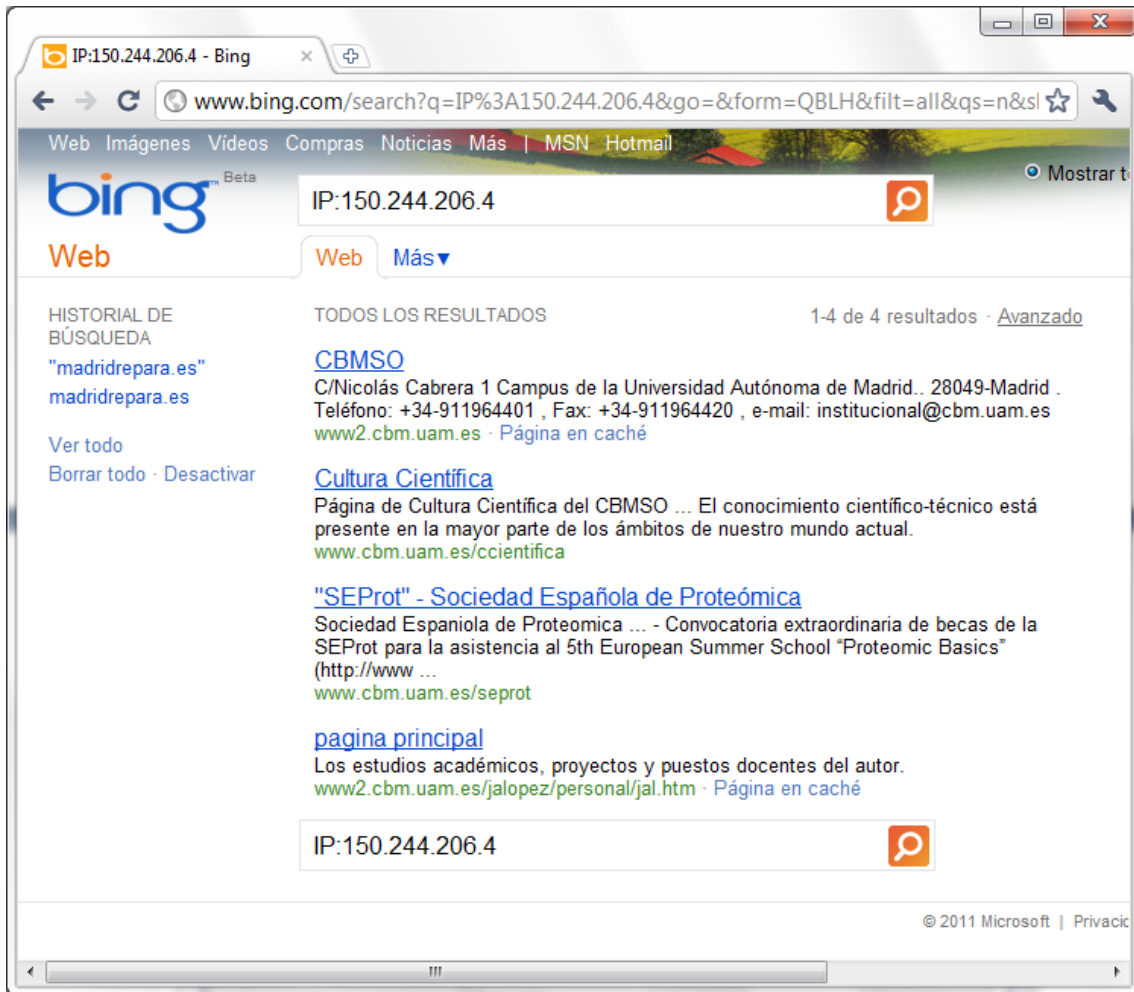 IP:150.244.206.4 - Bing
www.bing.com/search?q=IP%3A150.244.206.4&go=&form=QBLH&filt=all&qs=n&sl
Web Imágenes Vídeos Compras Noticias Más | MSN Hotmail
Mostrar t
bing™ Beta
IP:150.244.206.4
Web
Web Más▼
HISTORIAL DE
BÚSQUEDA
"madridrepara.es"
madridrepara.es
Ver todo
Borrar todo · Desactivar
TODOS LOS RESULTADOS
1-4 de 4 resultados · Avanzado
CBMSO
C/Nicolás Cabrera 1 Campus de la Universidad Autónoma de Madrid.. 28049-Madrid .
Teléfono: +34-911964401 , Fax: +34-911964420 , e-mail: institucional@cbm.uam.es
www2.cbm.uam.es · Página en caché
Cultura Científica
Página de Cultura Científica del CBMSO ... El conocimiento científico-técnico está
presente en la mayor parte de los ámbitos de nuestro mundo actual.
www.cbm.uam.es/ccientifica
"SEProt" - Sociedad Española de Proteómica
Sociedad Espaniola de Proteomica ... - Convocatoria extraordinaria de becas de la
SEProt para la asistencia al 5th European Summer School “Proteomic Basics”
(http://www ...
www.cbm.uam.es/seprot
pagina principal
Los estudios académicos, proyectos y puestos docentes del autor.
www2.cbm.uam.es/jalopez/personal/jal.htm · Página en caché
IP:150.244.206.4
© 2011 Microsoft | Privacic